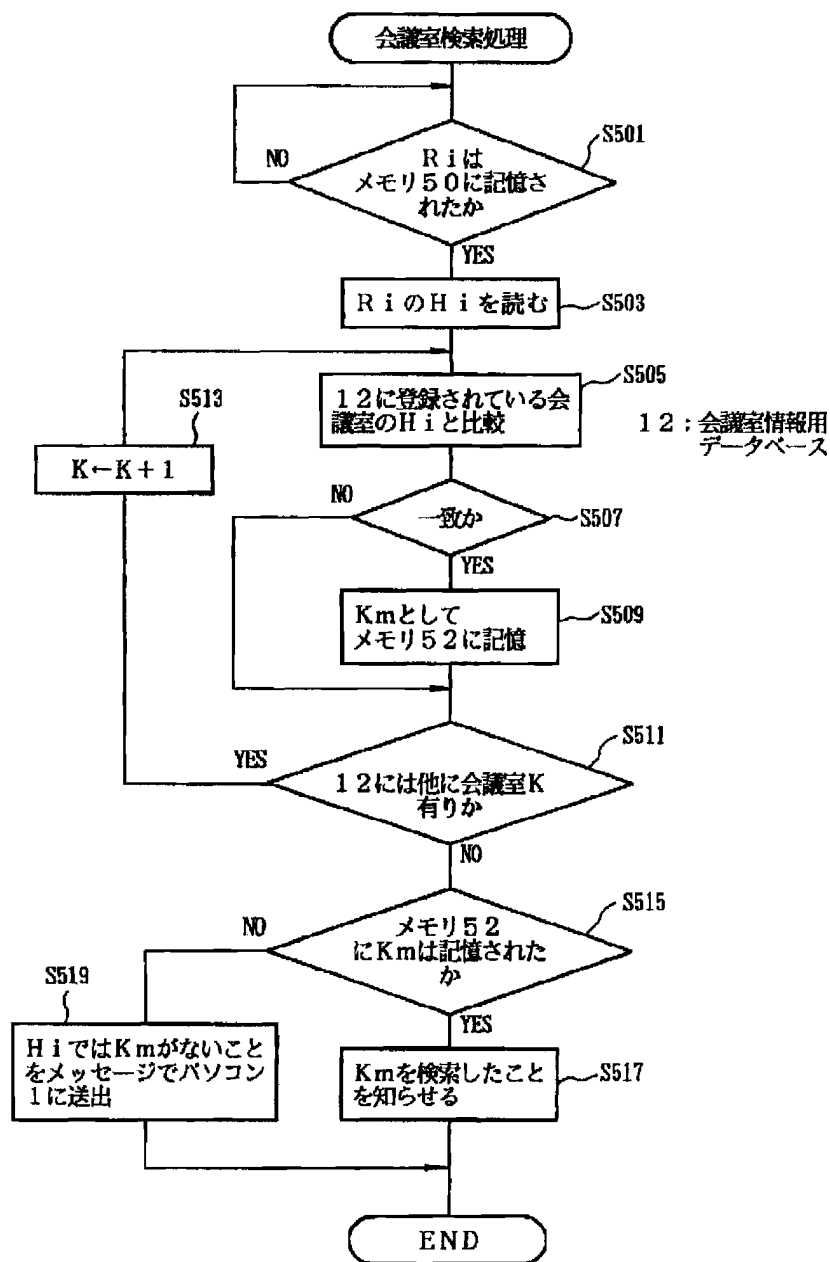 会議室検索処理
S501
NO
Ｒｉは
メモリ５０に記憶さ
れたか
YES
ＲｉのＨｉを読む
S503
S505
S513
１２に登録されている会
議室のＨｉと比較
１２；会議室情報用
データベース
Ｋ←Ｋ＋１
NO
一致か
S507
YES
Ｋｍとして
メモリ５２に記憶
S509
S511
YES
１２には他に会議室Ｋ
有りか
NO
S515
NO
メモリ５２
にＫｍは記憶された
か
S519
YES
ＨｉではＫｍがないこと
をメッセージでパソコン
１に送出
Ｋｍを検索したこと
を知らせる
S517
ＥＮＤ